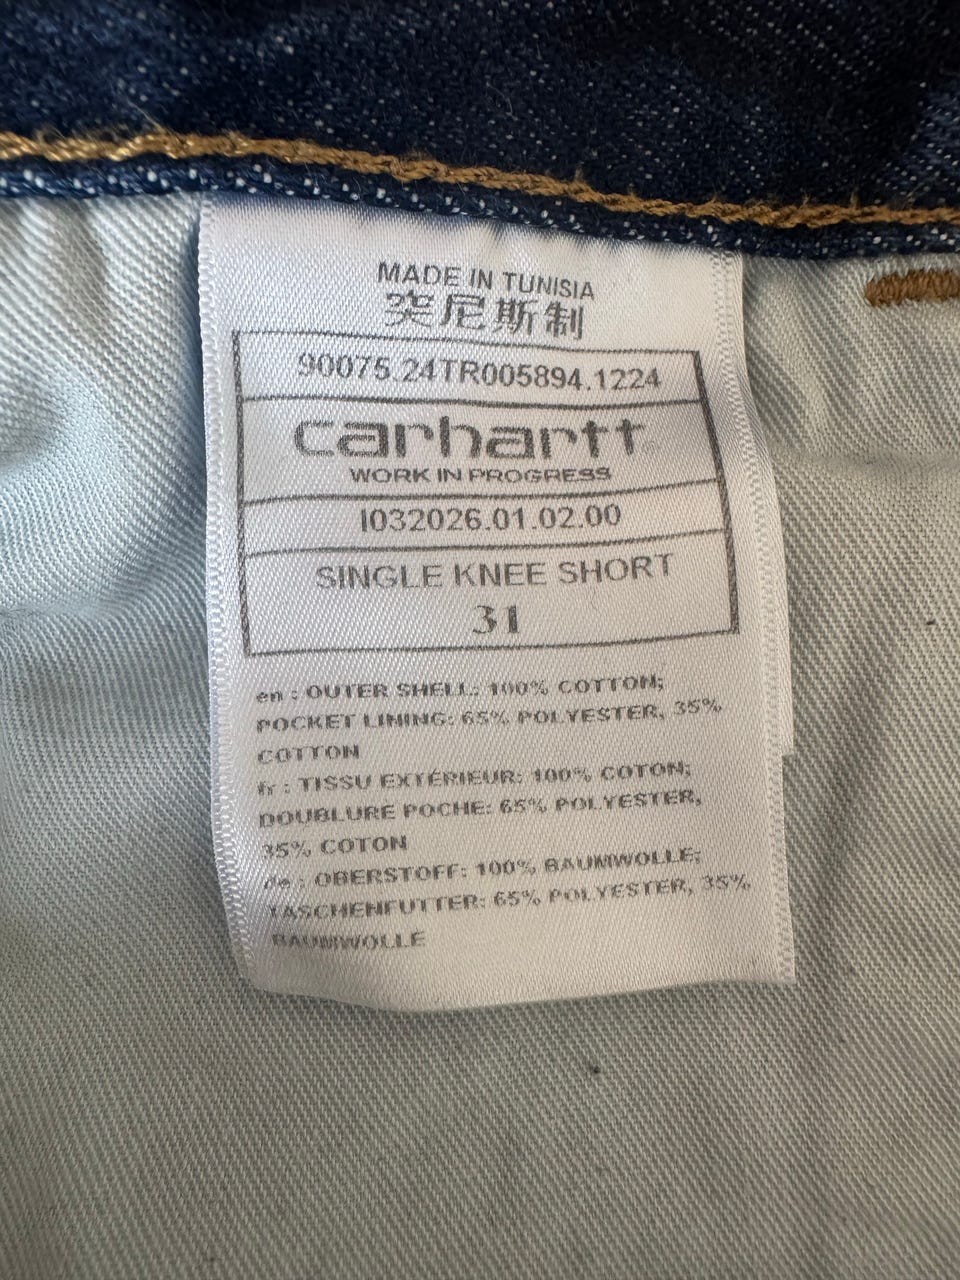 MADE IN TUNISIA
突尼斯制
90075.24TR005894.1224
carhartt
WORK IN PROGRESS
I032026.01.02.00
SINGLE KNEE SHORT
31
en : OUTER SHELL: 100% COTTON;
POCKET LINING: 65% POLYESTER, 35%
COTTON
fr : TISSU EXTÉRIEUR: 100% COTON;
DOUBLURE POCHE: 65% POLYESTER,
35% COTON
de : OBERSTOFF: 100% BAUMWOLLE;
TASCHENFUTTER: 65% POLYESTER, 35%
BAUMWOLLE